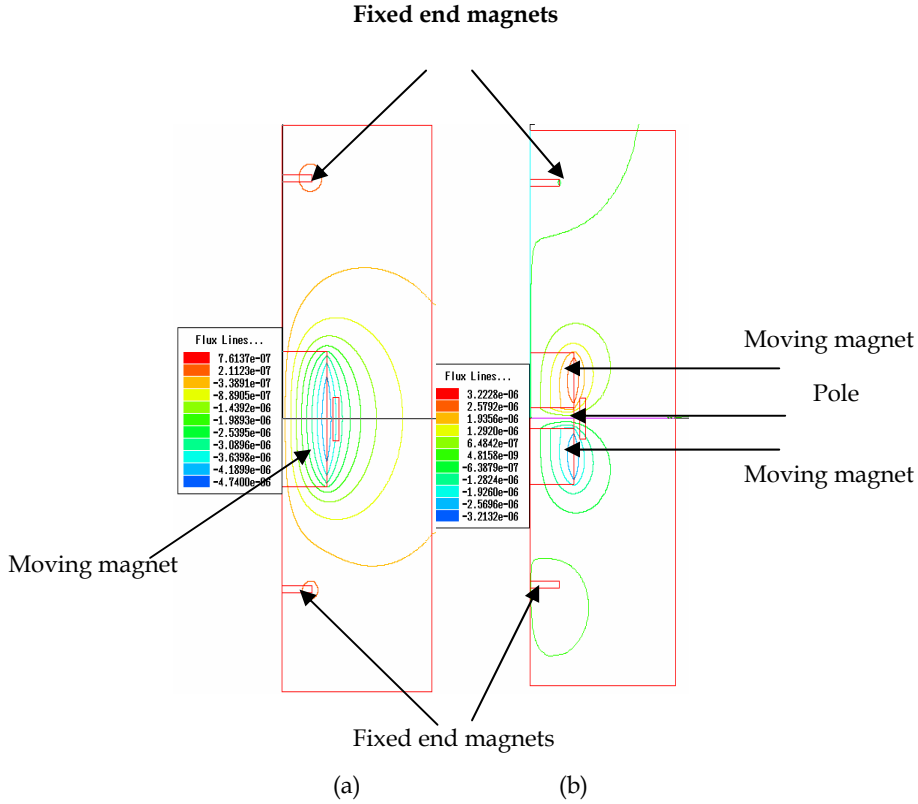 Fixed end magnets
Moving magnet
Pole
Moving magnet
Flux Lines...
7.6137e-07
2.1123e-07
-3.3891e-07
-8.8905e-07
-1.4392e-06
-1.9893e-06
-2.5395e-06
-3.0896e-06
-3.6398e-06
-4.1899e-06
-4.7400e-06
Flux Lines...
3.2228e-06
2.5792e-06
1.9356e-06
1.2920e-06
6.4842e-07
4.8158e-09
-6.3879e-07
-1.2824e-06
-1.9260e-06
-2.5696e-06
-3.2132e-06
Moving magnet
Fixed end magnets
(a)
(b)